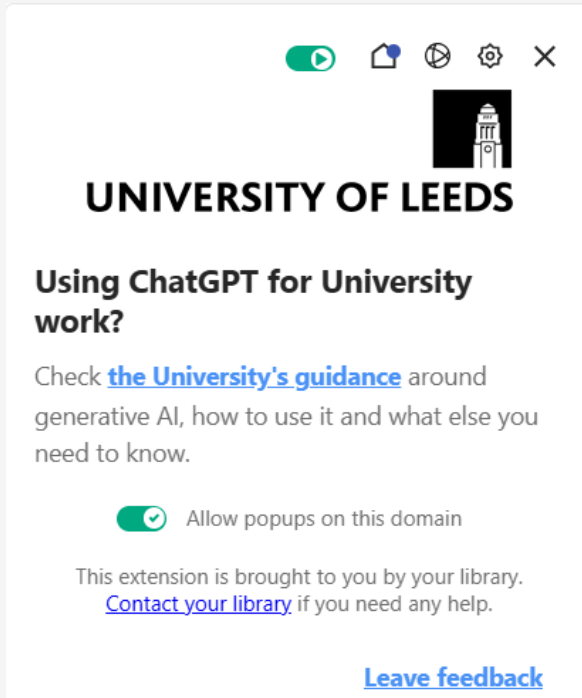 UNIVERSITY OF LEEDS
Using ChatGPT for University
work?
Check the University's guidance around
generative AI, how to use it and what else you
need to know.
Allow popups on this domain
This extension is brought to you by your library.
Contact your library if you need any help.
Leave feedback